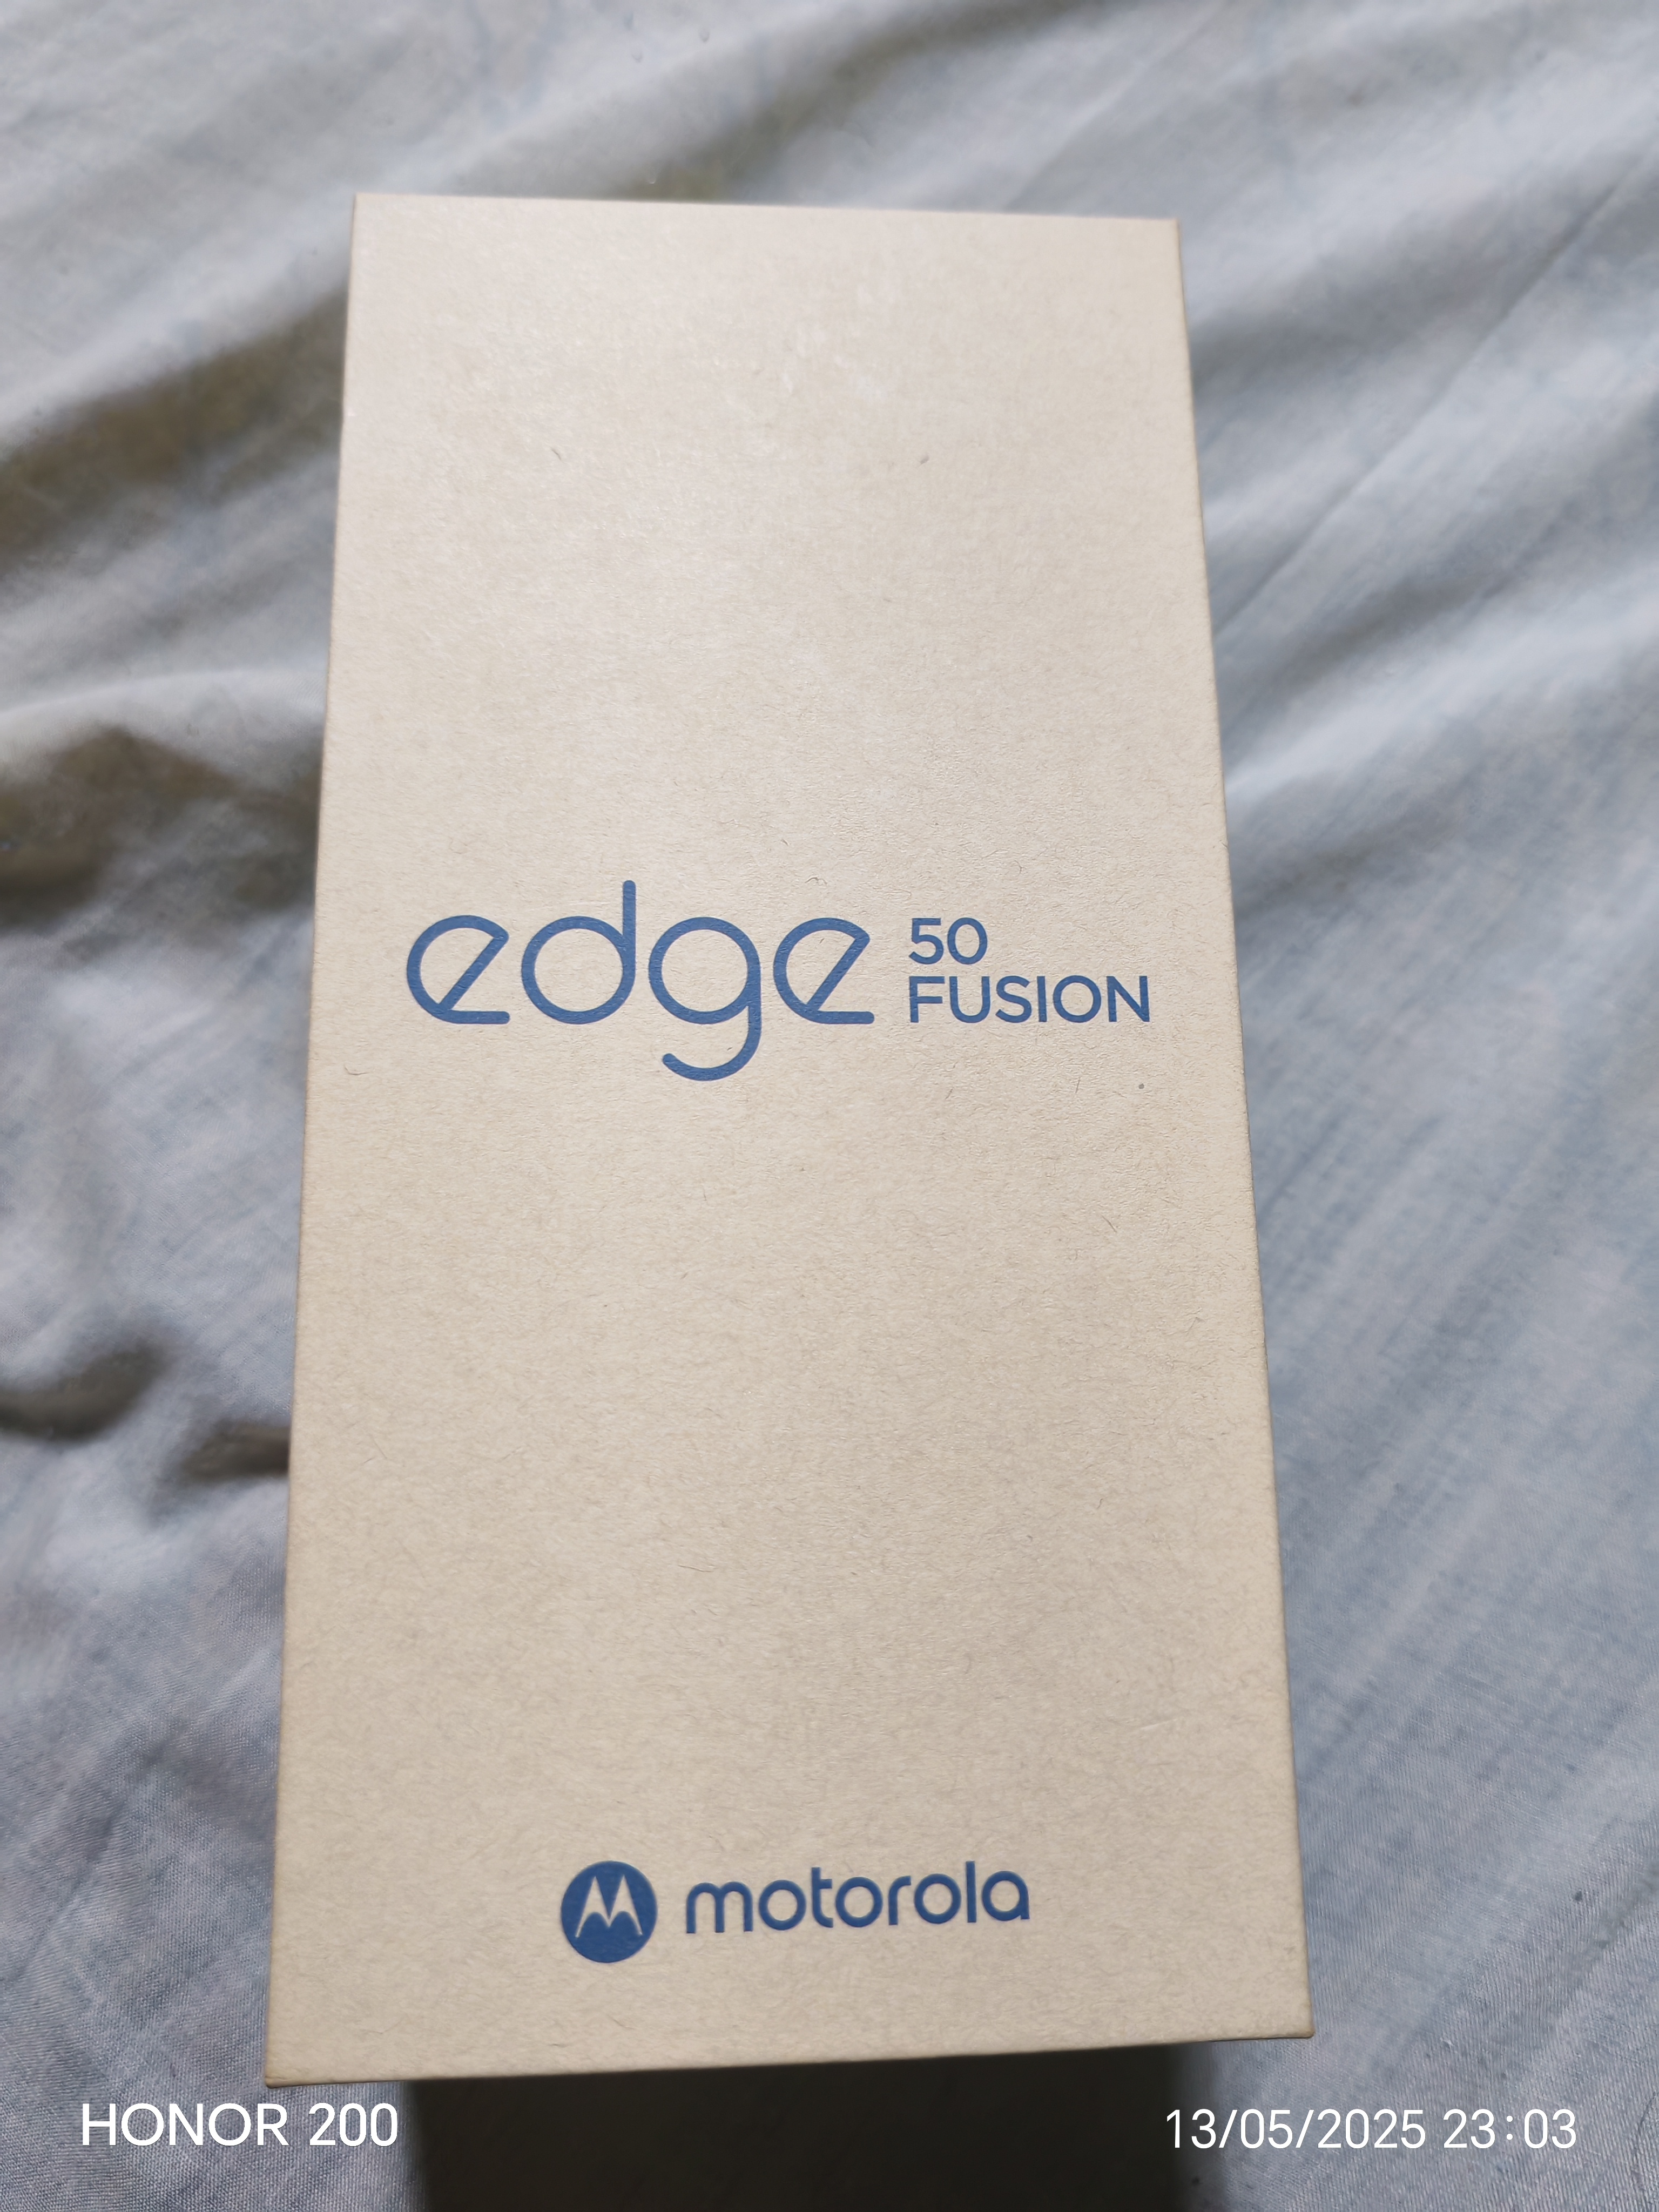 edge 50
FUSION
motorola
HONOR 200
13/05/2025 23:03